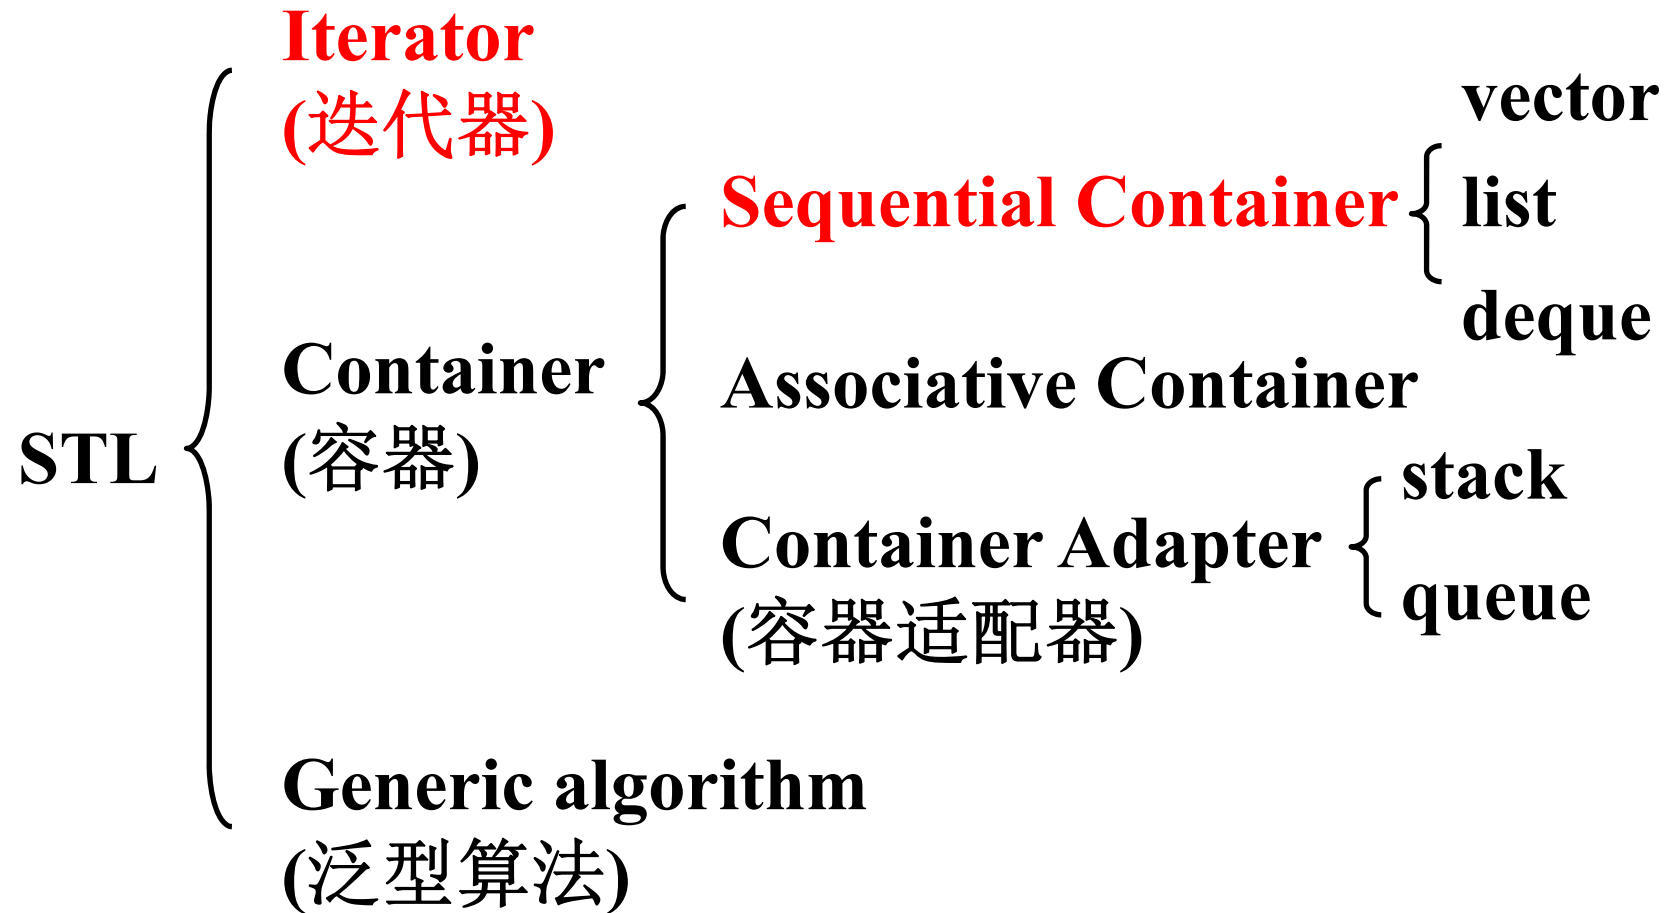 STL
Iterator
(迭代器)
Container
(容器)
Sequential Container
vector
list
deque
Associative Container
Container Adapter
(容器适配器)
stack
queue
Generic algorithm
(泛型算法)